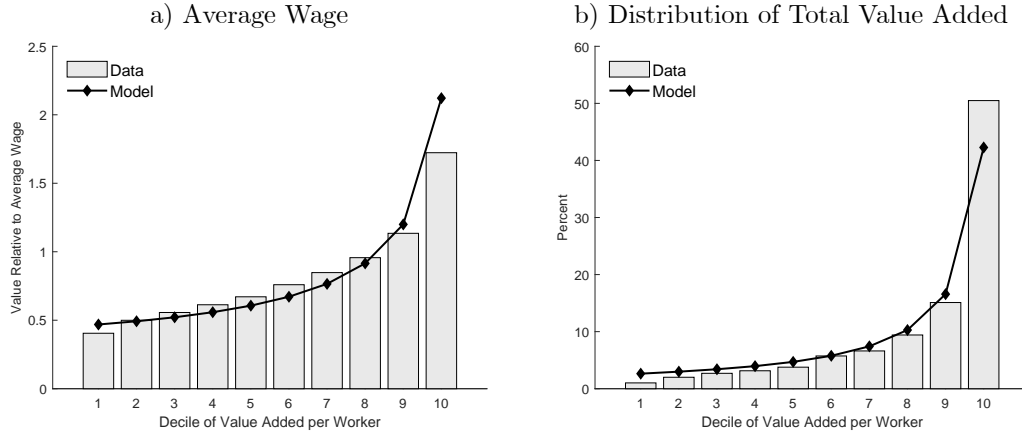 a) Average Wage
2.5
2
1.5
1
0.5
0
Value Relative to Average Wage
Data
Model
1 2 3 4 5 6 7 8 9 10
Decile of Value Added per Worker
b) Distribution of Total Value Added
60
50
40
30
20
10
0
Percent
Data
Model
1 2 3 4 5 6 7 8 9 10
Decile of Value Added per Worker